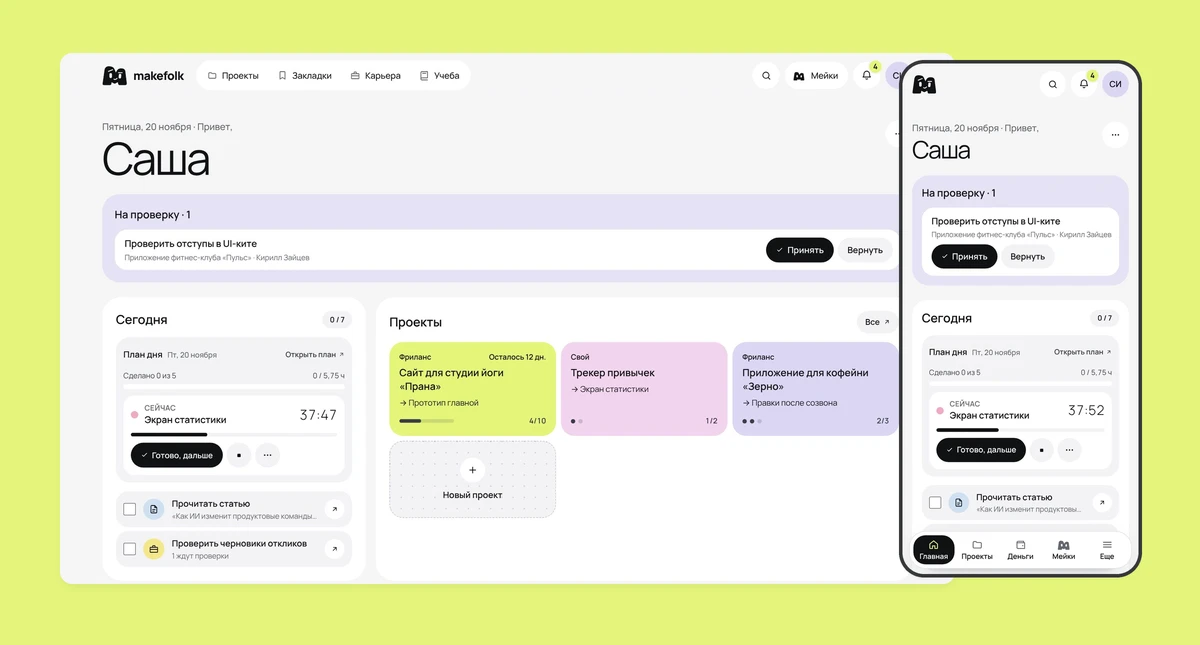 makefolk
Проекты
Закладки
Карьера
Учеба
Мейки
4
Пятница, 20 ноября · Привет,
Саша
На проверку · 1
Проверить отступы в UI-ките
Приложение фитнес-клуба «Пульс» · Кирилл Зайцев
Принять
Вернуть
Сегодня
0 / 7
План дня Пт, 20 ноября
Открыть план ↗
Сделано 0 из 5
0 / 5,75 ч
СЕЙЧАС
Экран статистики
37:47
Готово, дальше
Прочитать статью
«Как ИИ изменит продуктовые команды...
Проверить черновики откликов
1 ждут проверки
Проекты
Все ↗
Фриланс
Осталось 12 дн.
Сайт для студии йоги
«Прана»
→ Прототип главной
4/10
Свой
Трекер привычек
→ Экран статистики
1/2
Фриланс
Приложение для кофейни
«Зерно»
→ Правки после созвона
2/3
Новый проект
4
СИ
Пятница, 20 ноября · Привет,
Саша
На проверку · 1
Проверить отступы в UI-ките
Приложение фитнес-клуба «Пульс» · Кирилл Зайцев
Принять
Вернуть
Сегодня
0 / 7
План дня Пт, 20 ноября
Открыть план ↗
Сделано 0 из 5
0 / 5,75 ч
СЕЙЧАС
Экран статистики
37:52
Готово, дальше
Прочитать статью
«Как ИИ изменит продуктовы...
Главная
Проекты
Деньги
Мейки
Еще